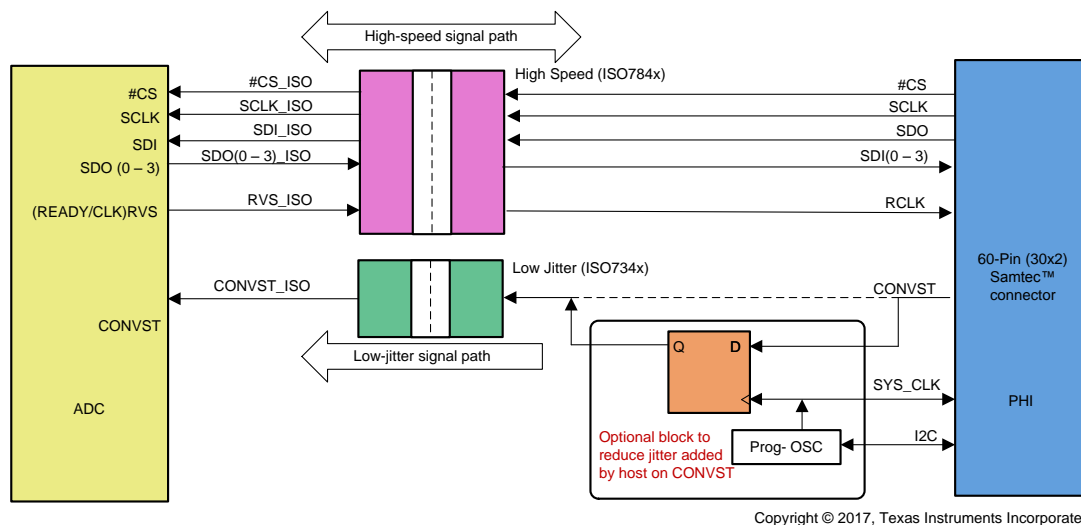 High-speed signal path
High Speed (ISO784x)
#CS_ISO
#CS
#CS
SCLK_ISO
SCLK
SCLK
SDI_ISO
SDO
SDI
SDO(0 – 3)_ISO
SDI(0 – 3)
SDO (0 – 3)
RVS_ISO
RCLK
(READY/CLK)RVS
Low Jitter (ISO734x)
60-Pin (30x2)
Samtec™
connector
CONVST_ISO
CONVST
CONVST
Low-jitter signal path
Q
D
SYS_CLK
ADC
PHI
Optional block to
reduce jitter added
by host on CONVST
Prog- OSC
I2C
Copyright © 2017, Texas Instruments Incorporate